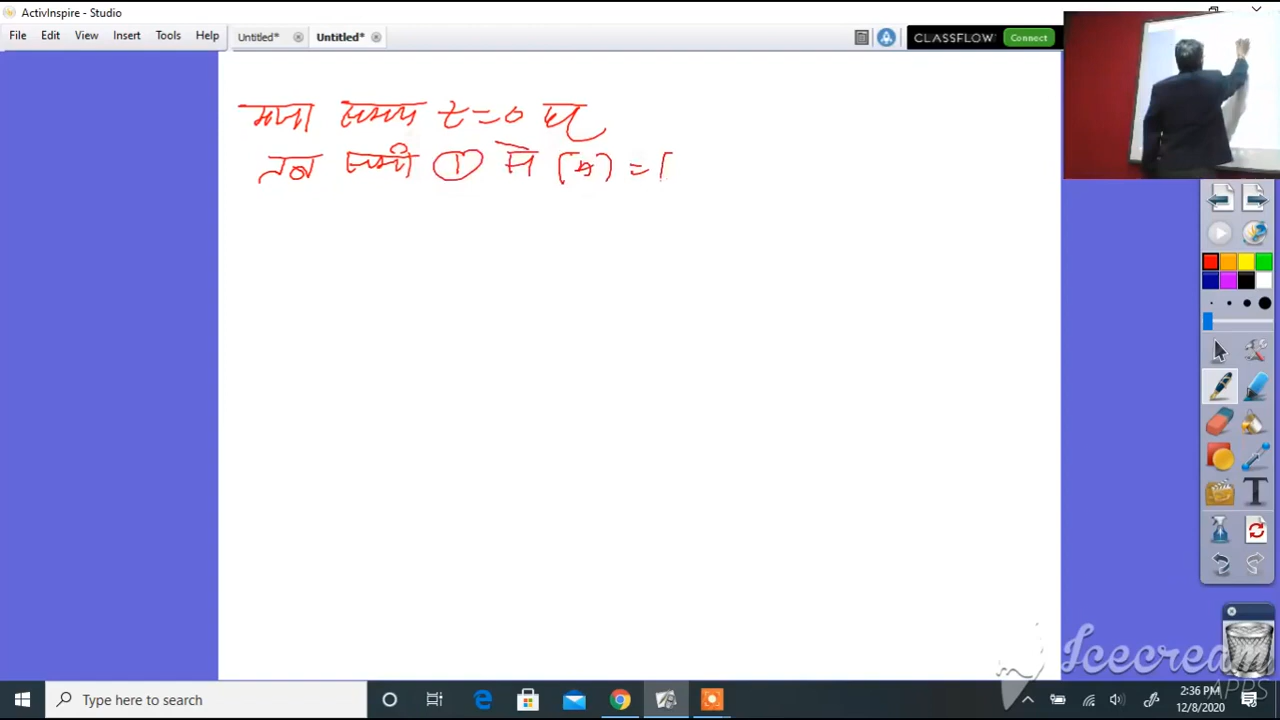 ActivInspire - Studio
File Edit View Insert Tools Help Untitled* Untitled* CLASSFLOW Connect
माना समय t=0 पर
तब समी ① से [A] = [
T
Icecream
APPS
Type here to search
2:36 PM
12/8/2020